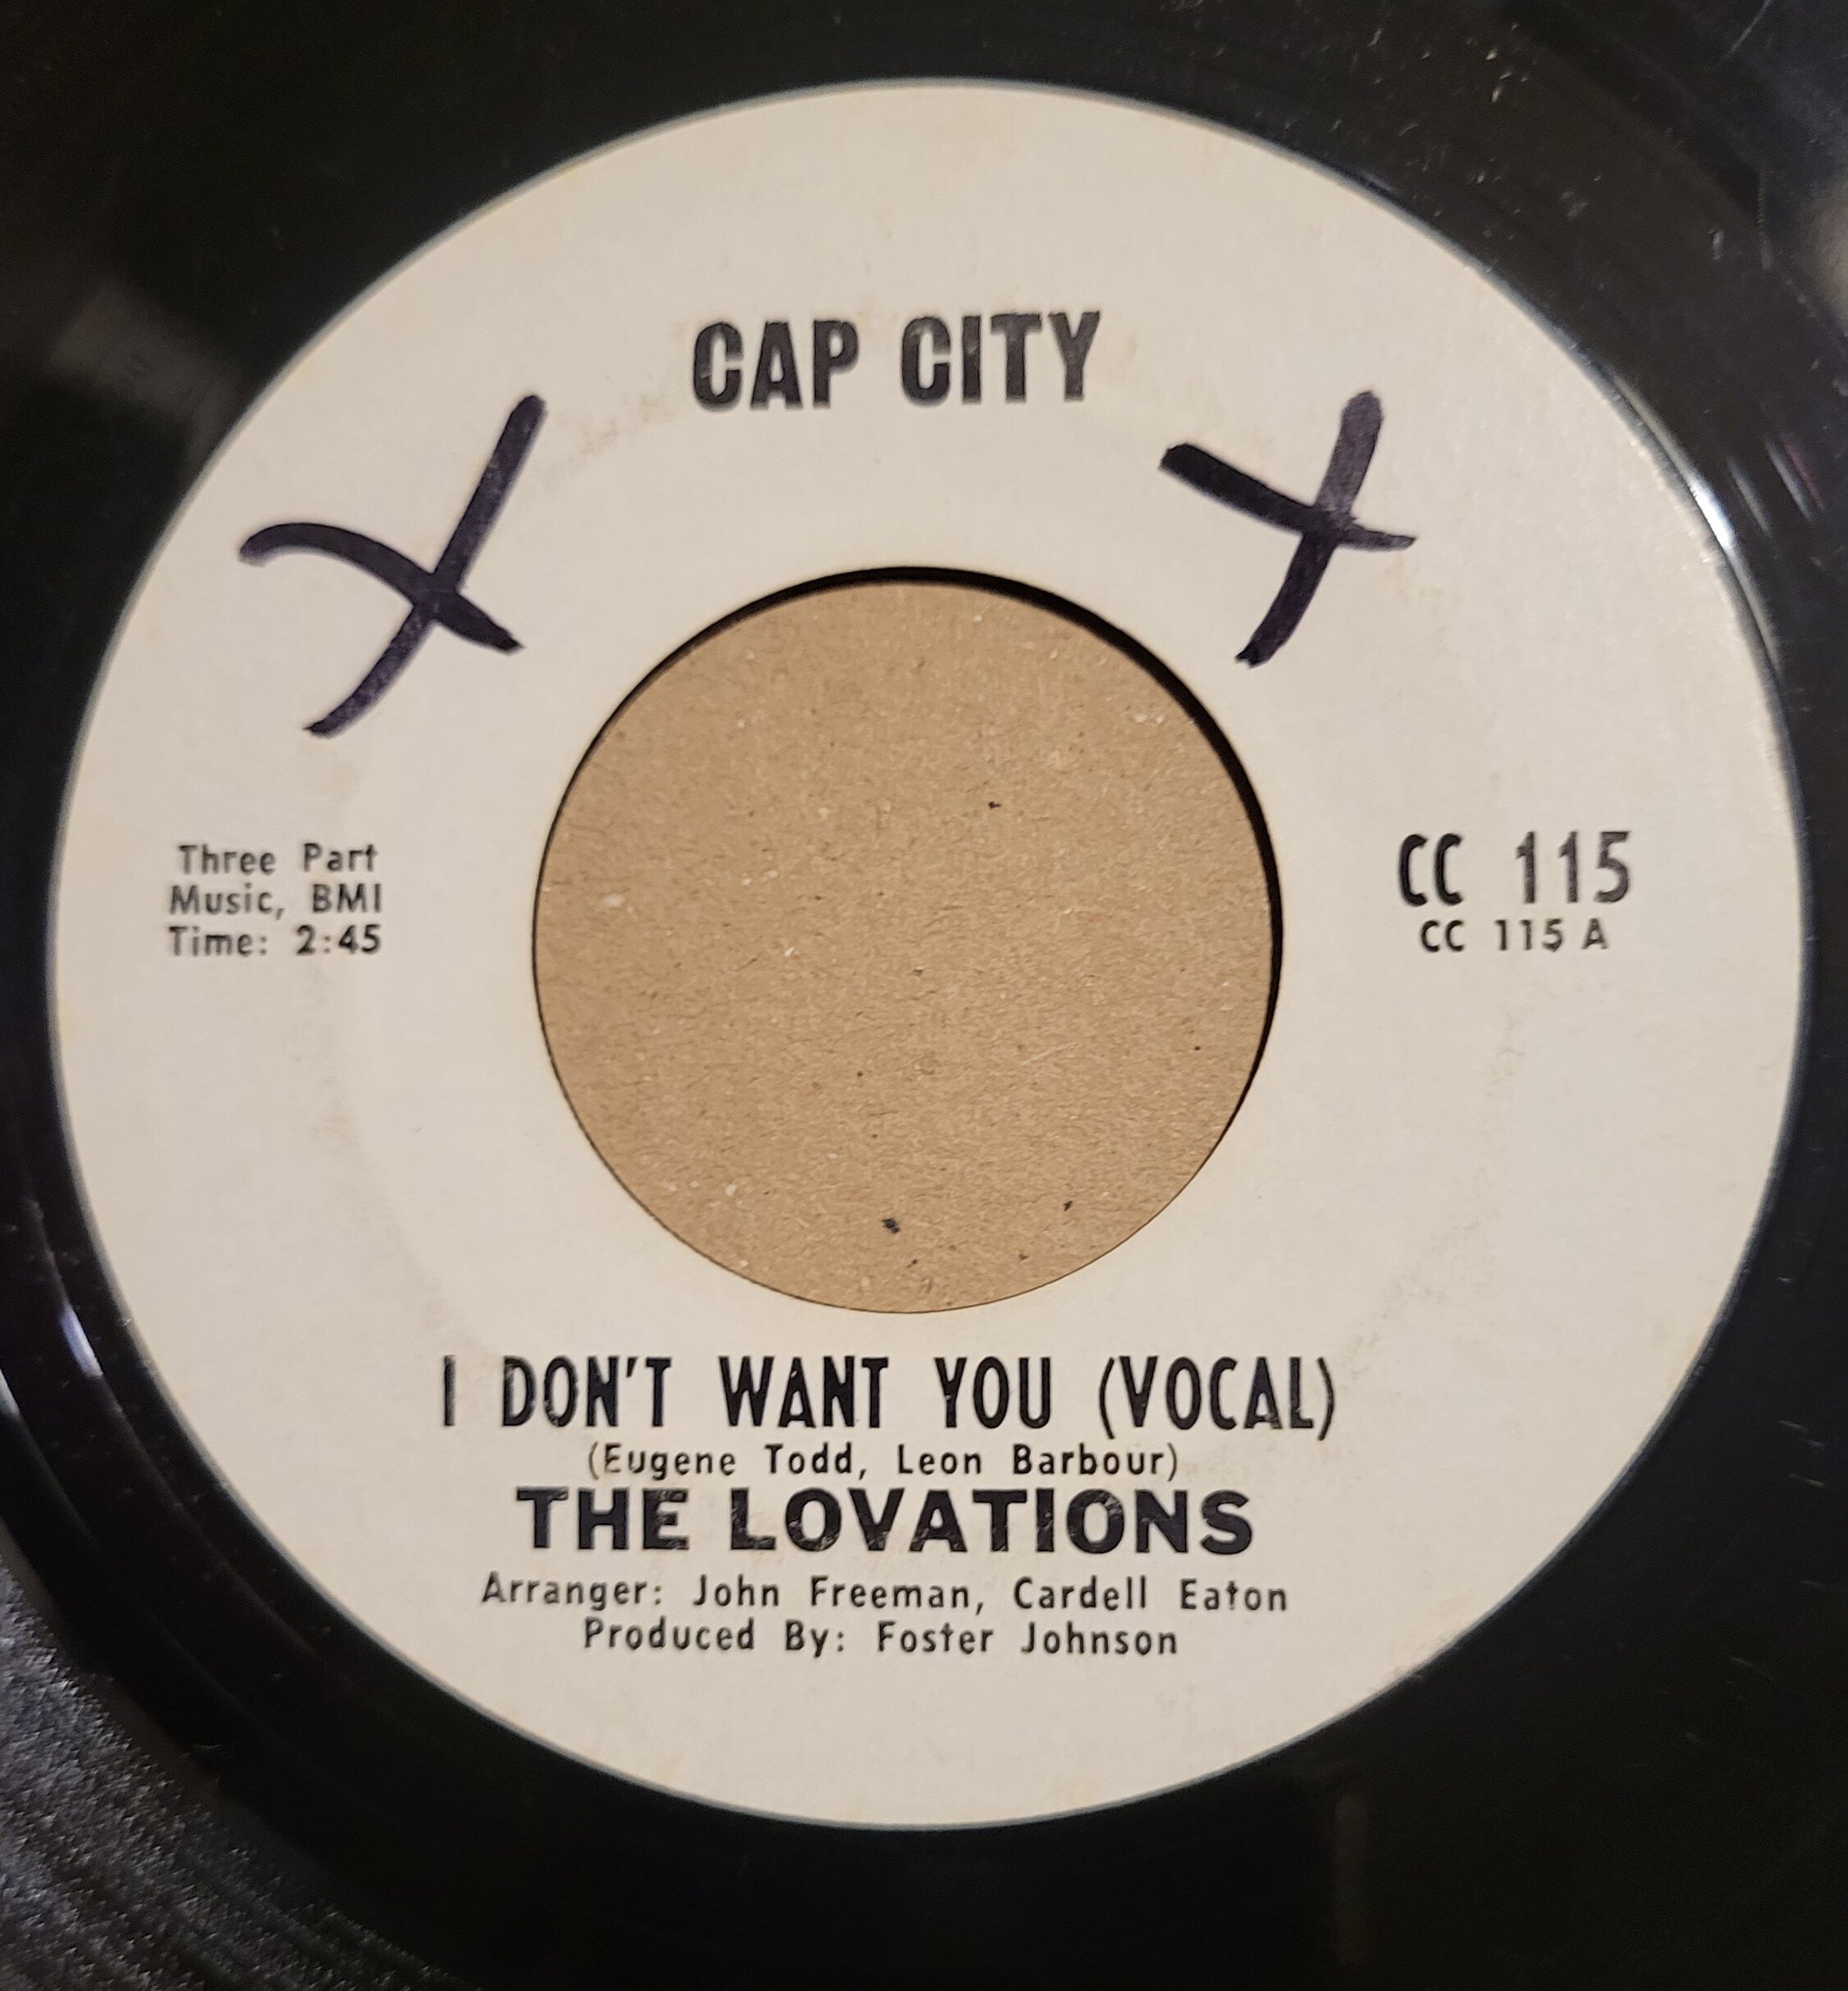 CAP CITY
X X
Three Part
Music, BMI
Time: 2:45
CC 115
CC 115 A
I DON'T WANT YOU (VOCAL)
(Eugene Todd, Leon Barbour)
THE LOVATIONS
Arranger: John Freeman, Cardell Eaton
Produced By: Foster Johnson